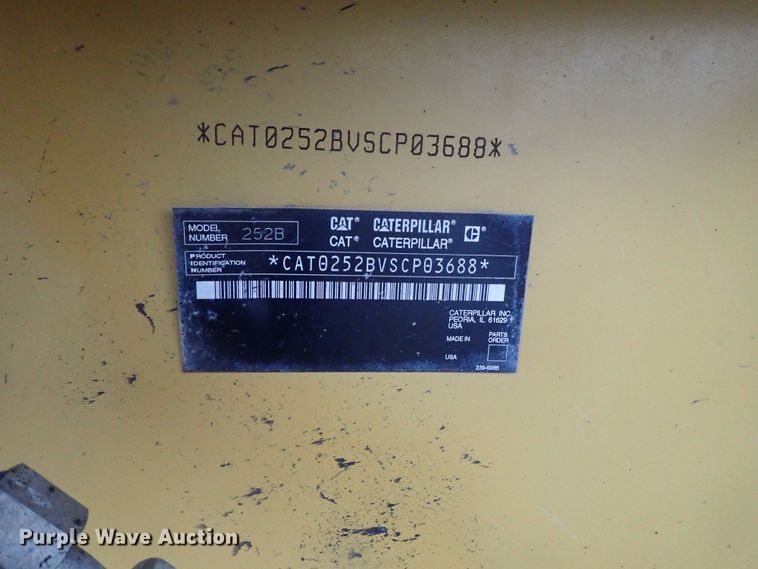 *CAT0252BVSCP03688*
MODEL NUMBER 252B
CAT CATERPILLAR
CAT CATERPILLAR
PRODUCT IDENTIFICATION NUMBER *CAT0252BVSCP03688*
CATERPILLAR INC
PEORIA, IL 61629
USA
MADE IN PARTS ORDER
USA
239-6986
Purple Wave Auction